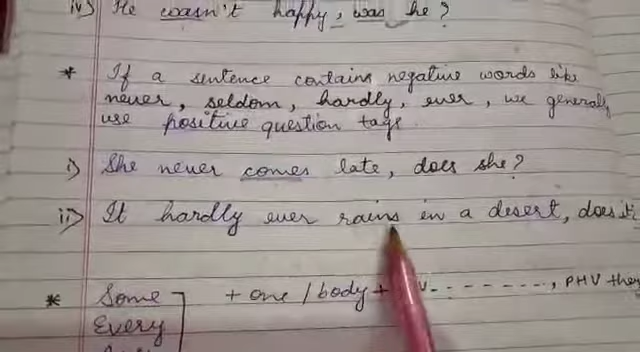 iv) He wasn't happy, was he?
* If a sentence contains negative words like
never, seldom, hardly, ever, we generally
use positive question tags
i) She never comes late, does she?
ii) It hardly ever rains in a desert, does it
* Some + one / body + V - - - - - - - -, PHV they
Every